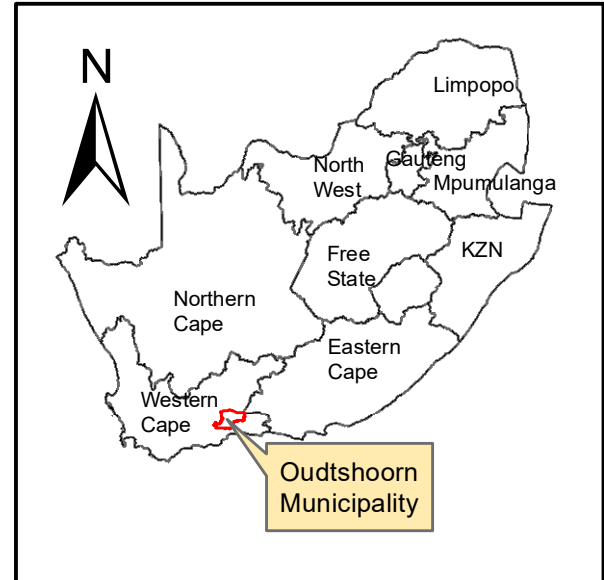 N
Limpopo
Gauteng
North
West
Mpumulanga
Free
State
KZN
Northern
Cape
Eastern
Cape
Western
Cape
Oudtshoorn
Municipality